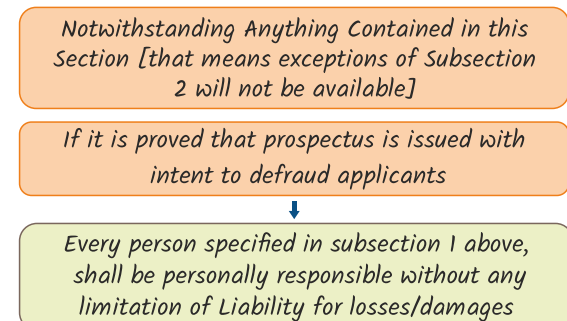 Notwithstanding Anything Contained in this
Section [that means exceptions of Subsection
2 will not be available]
If it is proved that prospectus is issued with
intent to defraud applicants
Every person specified in subsection 1 above,
shall be personally responsible without any
limitation of Liability for losses/damages